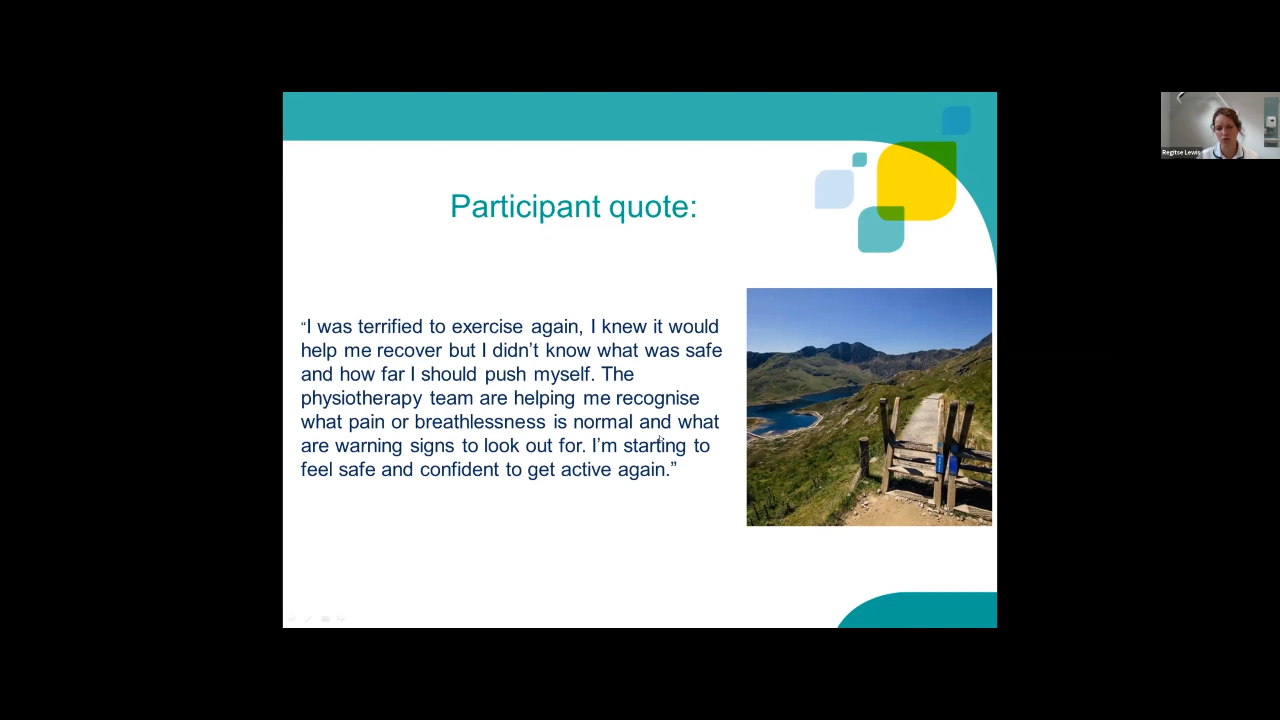 Participant quote:
“I was terrified to exercise again, I knew it would
help me recover but I didn’t know what was safe
and how far I should push myself. The
physiotherapy team are helping me recognise
what pain or breathlessness is normal and what
are warning signs to look out for. I’m starting to
feel safe and confident to get active again.”
Regitse Lewis